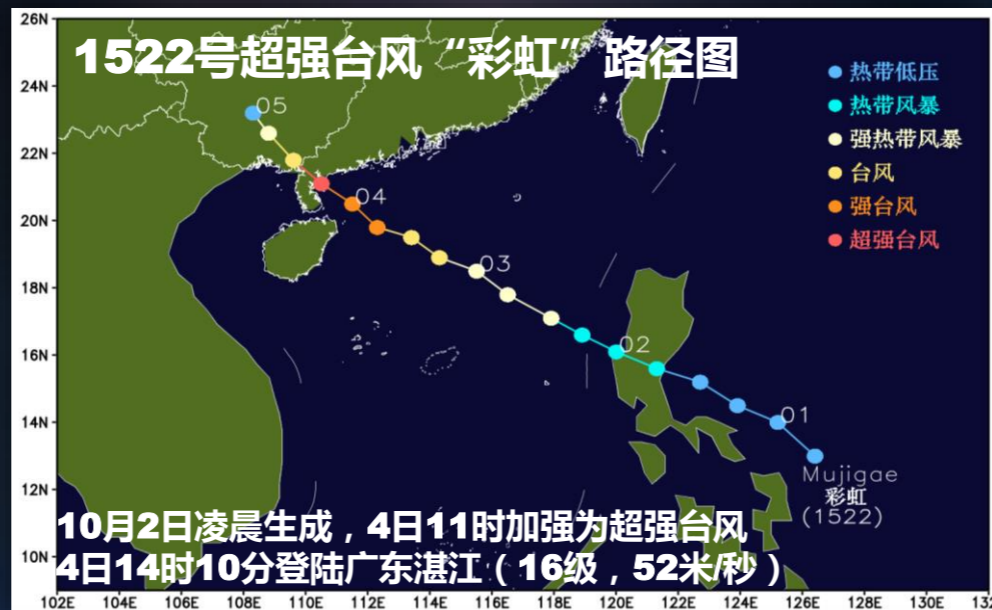 1522号超强台风“彩虹”路径图
热带低压
热带风暴
强热带风暴
台风
强台风
超强台风
26N
24N
22N
20N
18N
16N
14N
12N
10N
05
04
03
02
01
Mujigae
彩虹
(1522)
10月2日凌晨生成，4日11时加强为超强台风
4日14时10分登陆广东湛江（16级，52米/秒）
102E 104E 106E 108E 110E 112E 114E 116E 118E 120E 122E 124E 126E 128E 130E